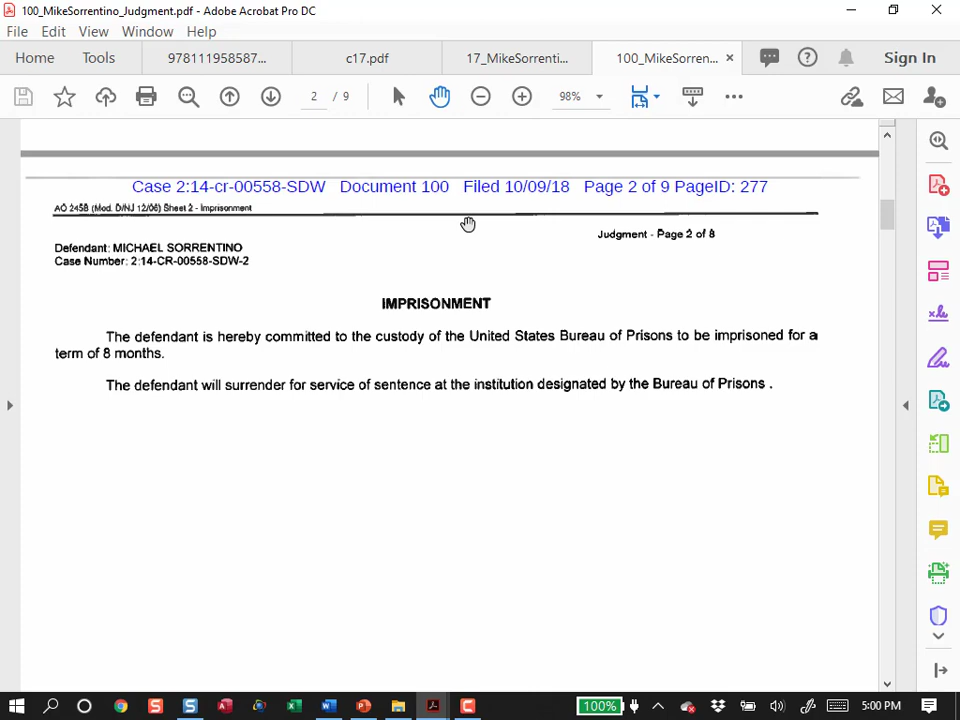 100_MikeSorrentino_Judgment.pdf - Adobe Acrobat Pro DC
File Edit View Window Help
Home Tools 978111958587... c17.pdf 17_MikeSorrenti... 100_MikeSorren... × Sign In
2 / 9 98%
Case 2:14-cr-00558-SDW Document 100 Filed 10/09/18 Page 2 of 9 PageID: 277
AO 245B (Mod. D/NJ 12/06) Sheet 2 - Imprisonment
Judgment - Page 2 of 8
Defendant: MICHAEL SORRENTINO
Case Number: 2:14-CR-00558-SDW-2
IMPRISONMENT
The defendant is hereby committed to the custody of the United States Bureau of Prisons to be imprisoned for a
term of 8 months.
The defendant will surrender for service of sentence at the institution designated by the Bureau of Prisons .
100% 5:00 PM